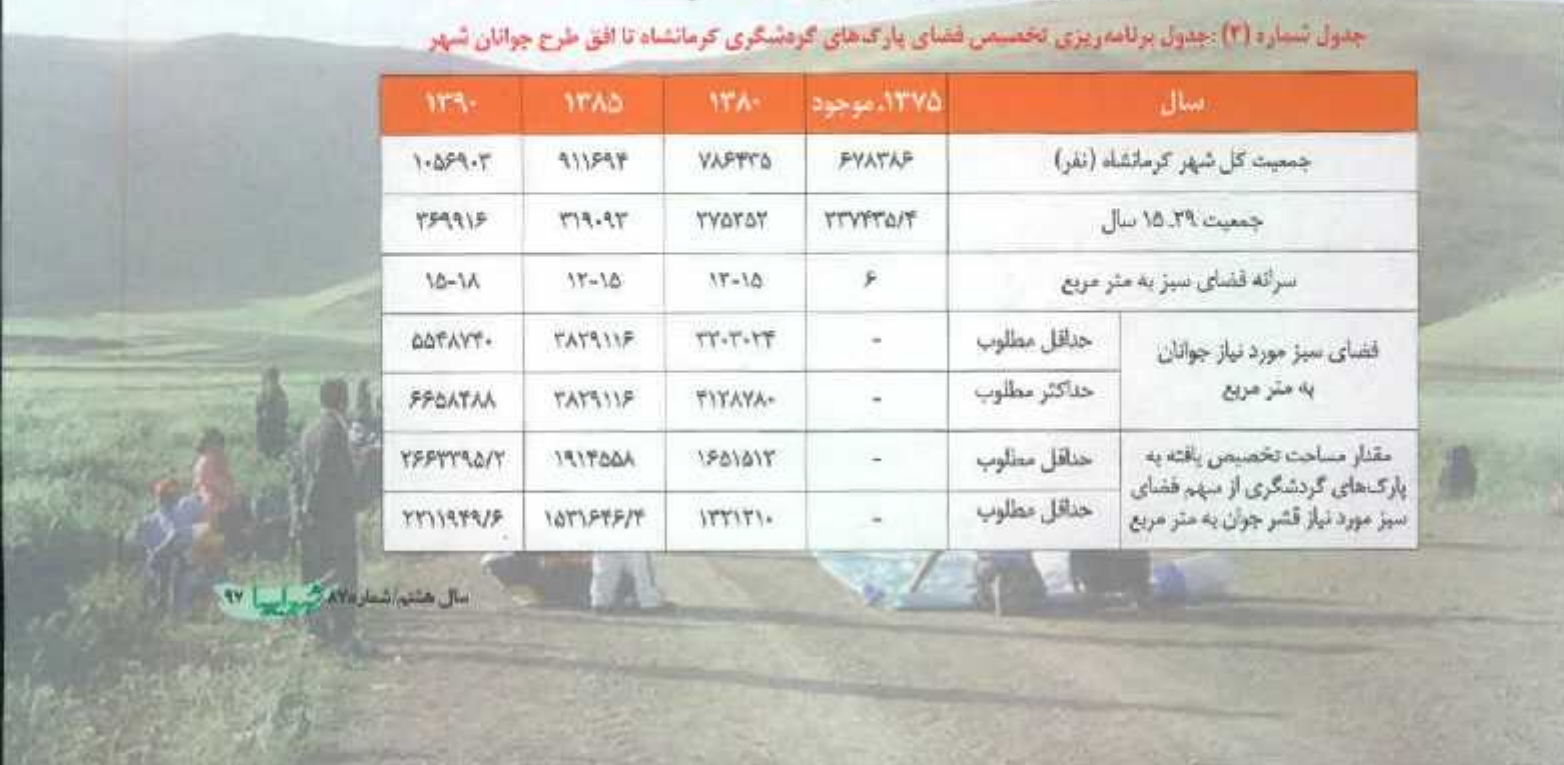 جدول شماره (۳) :جدول برنامه‌ریزی تخصیص فضای پارک‌های گردشگری کرمانشاه تا افق طرح جوانان شهر
سال ۱۳۷۵، موجود ۱۳۸۰ ۱۳۸۵ ۱۳۹۰
جمعیت کل شهر کرمانشاه (نفر) ۶۷۸۳۸۶ ۷۸۶۴۳۵ ۹۱۱۶۹۴ ۱۰۵۶۹۰۳
جمعیت ۲۹ـ۱۵ سال ۲۳۷۴۳۵/۴ ۲۷۵۲۵۲ ۳۱۹۰۹۳ ۳۶۹۹۱۶
سرانه فضای سبز به متر مربع ۶ ۱۲-۱۵ ۱۲-۱۵ ۱۵-۱۸
فضای سبز مورد نیاز جوانان
به متر مربع
حداقل مطلوب - ۳۳۰۳۰۲۴ ۳۸۲۹۱۱۶ ۵۵۴۸۷۴۰
حداکثر مطلوب - ۴۱۲۸۷۸۰ ۳۸۲۹۱۱۶ ۶۶۵۸۴۸۸
مقدار مساحت تخصیص یافته به
پارک‌های گردشگری از سهم فضای
سبز مورد نیاز قشر جوان به متر مربع
حداقل مطلوب - ۱۶۵۱۵۱۲ ۱۹۱۴۵۵۸ ۲۶۶۳۳۹۵/۲
حداقل مطلوب - ۱۳۲۱۲۱۰ ۱۵۳۱۶۴۶/۴ ۲۲۱۱۹۴۹/۶
سال هشتم/شماره ۸۷ ۹۷